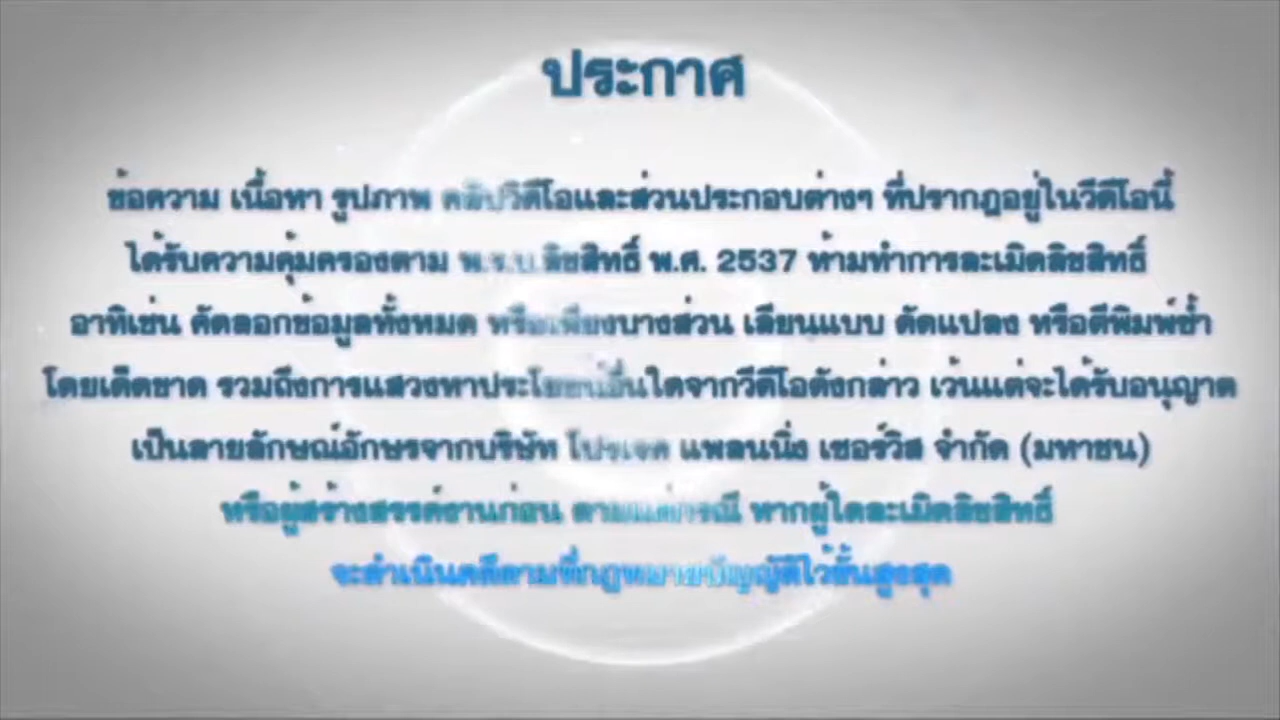 ประกาศ
ข้อความ เนื้อหา รูปภาพ คลิปวิดีโอและส่วนประกอบต่างๆ ที่ปรากฎอยู่ในวีดีโอนี้
ได้รับความคุ้มครองตาม พ.ร.บ.ลิขสิทธิ์ พ.ศ. 2537 ห้ามทำการละเมิดลิขสิทธิ์
อาทิเช่น คัดลอกข้อมูลทั้งหมด หรือเพียงบางส่วน เลียนแบบ ดัดแปลง หรือตีพิมพ์ซ้ำ
โดยเด็ดขาด รวมถึงการแสวงหาประโยชน์อื่นใดจากวีดีโอดังกล่าว เว้นแต่จะได้รับอนุญาต
เป็นลายลักษณ์อักษรจากบริษัท โปรเจค แพลนนิ่ง เซอร์วิส จำกัด (มหาชน)
หรือผู้สร้างสรรค์งานก่อน ตามแต่กรณี หากผู้ใดละเมิดลิขสิทธิ์
จะดำเนินคดีตามที่กฎหมายบัญญัติไว้ขั้นสูงสุด